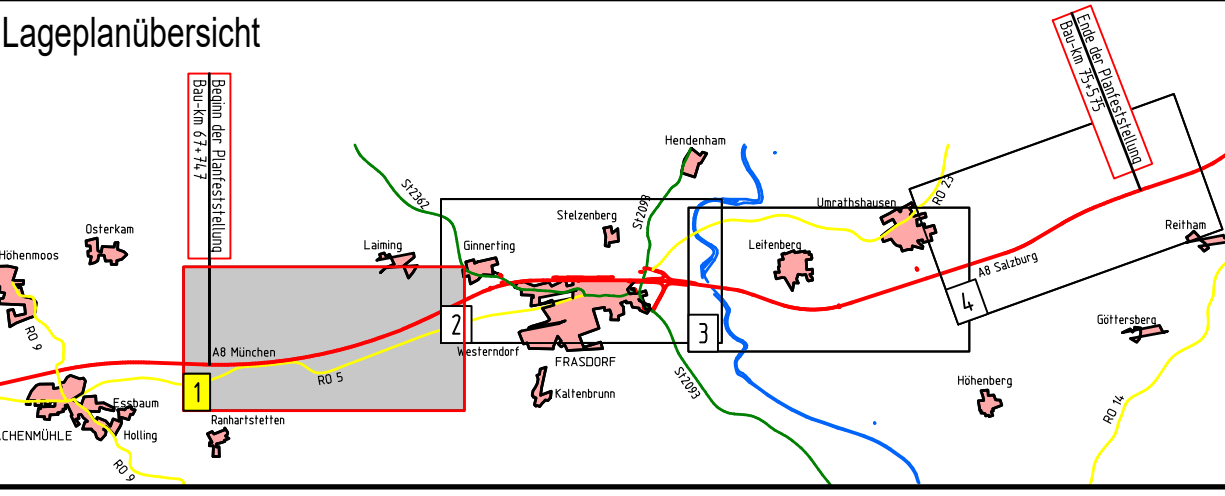 Lageplanübersicht
Beginn der Planfeststellung
Bau-km 67+747
Ende der Planfeststellung
Bau-km 75+575
Hendenham
St2362
St2093
RO 23
Umrathshausen
Stelzenberg
Osterkam
Laiming
Ginnerting
Leitenberg
Reitham
Höhenmoos
A8 Salzburg
4
2
3
Göttersberg
RO 9
A8 München
Westerndorf
FRASDORF
RO 5
1
St2093
Kaltenbrunn
Höhenberg
Essbaum
RO 14
Ranhartstetten
CHENMÜHLE
Holling
RO 9